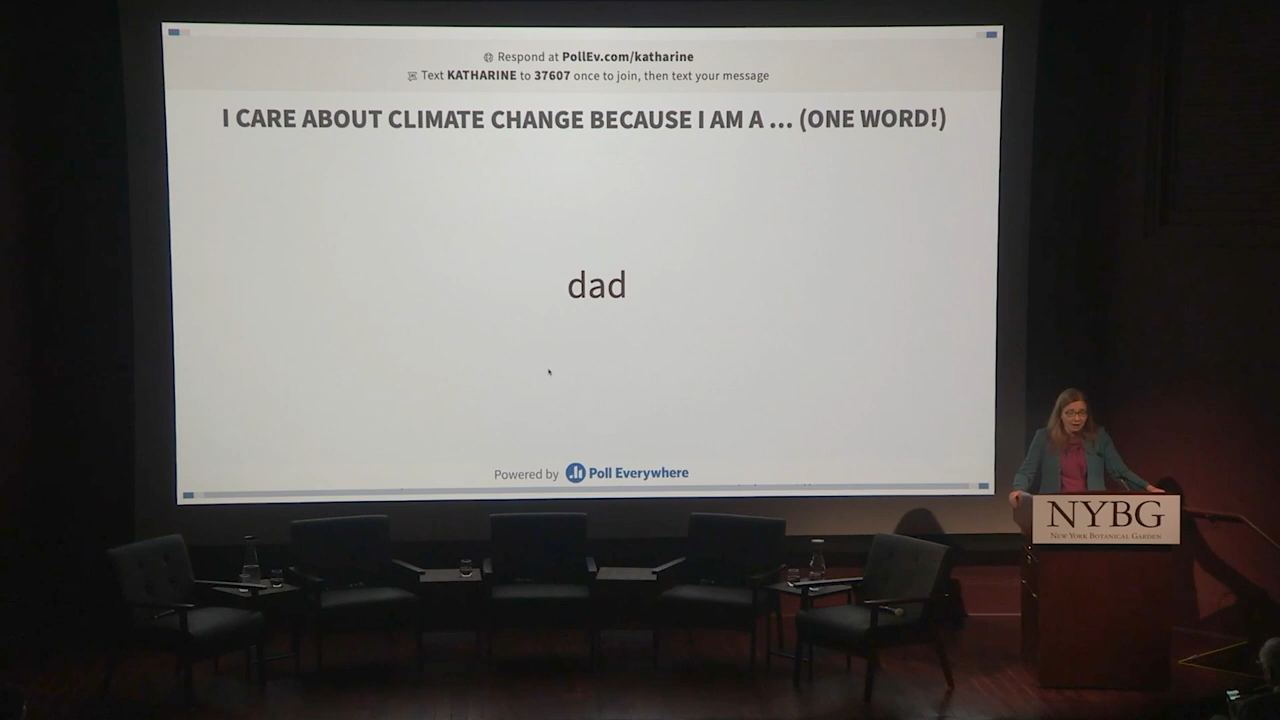 Respond at PollEv.com/katharine
Text KATHARINE to 37607 once to join, then text your message
I CARE ABOUT CLIMATE CHANGE BECAUSE I AM A ... (ONE WORD!)
dad
Powered by Poll Everywhere
NYBG
NEW YORK BOTANICAL GARDEN